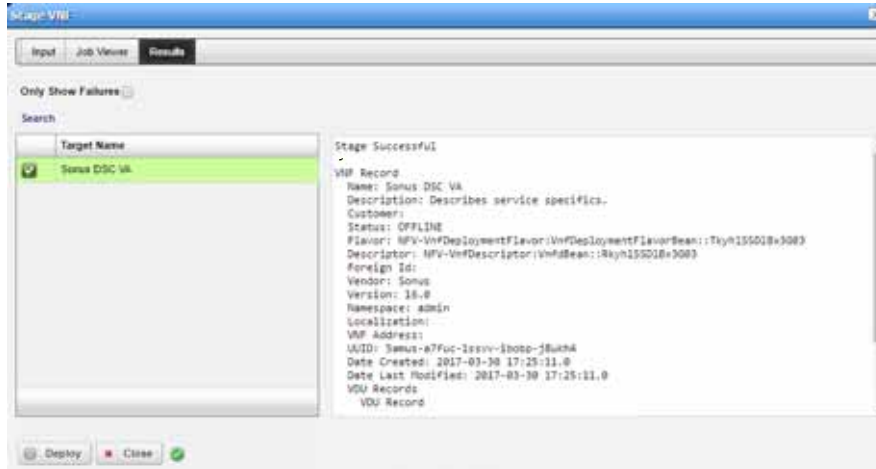 Stage VNF
Input Job Viewer Results
Only Show Failures
Search
Target Name
Sonus DSC VA
Stage Successful
VNF Record
Name: Sonus DSC VA
Description: Describes service specifics.
Customer:
Status: OFFLINE
Flavor: NFV-VnfDeploymentFlavor:VnfDeploymentFlavorBean::
Descriptor: NFV-VnfDescriptor:VnfdBean::
Foreign Id:
Vendor: Sonus
Version: 16.0
Namespace: admin
Localization:
VNF Address:
UUID:
Date Created: 2017-03-30 17:25:11.0
Date Last Modified: 2017-03-30 17:25:11.0
VDU Records
VDU Record
Deploy Close